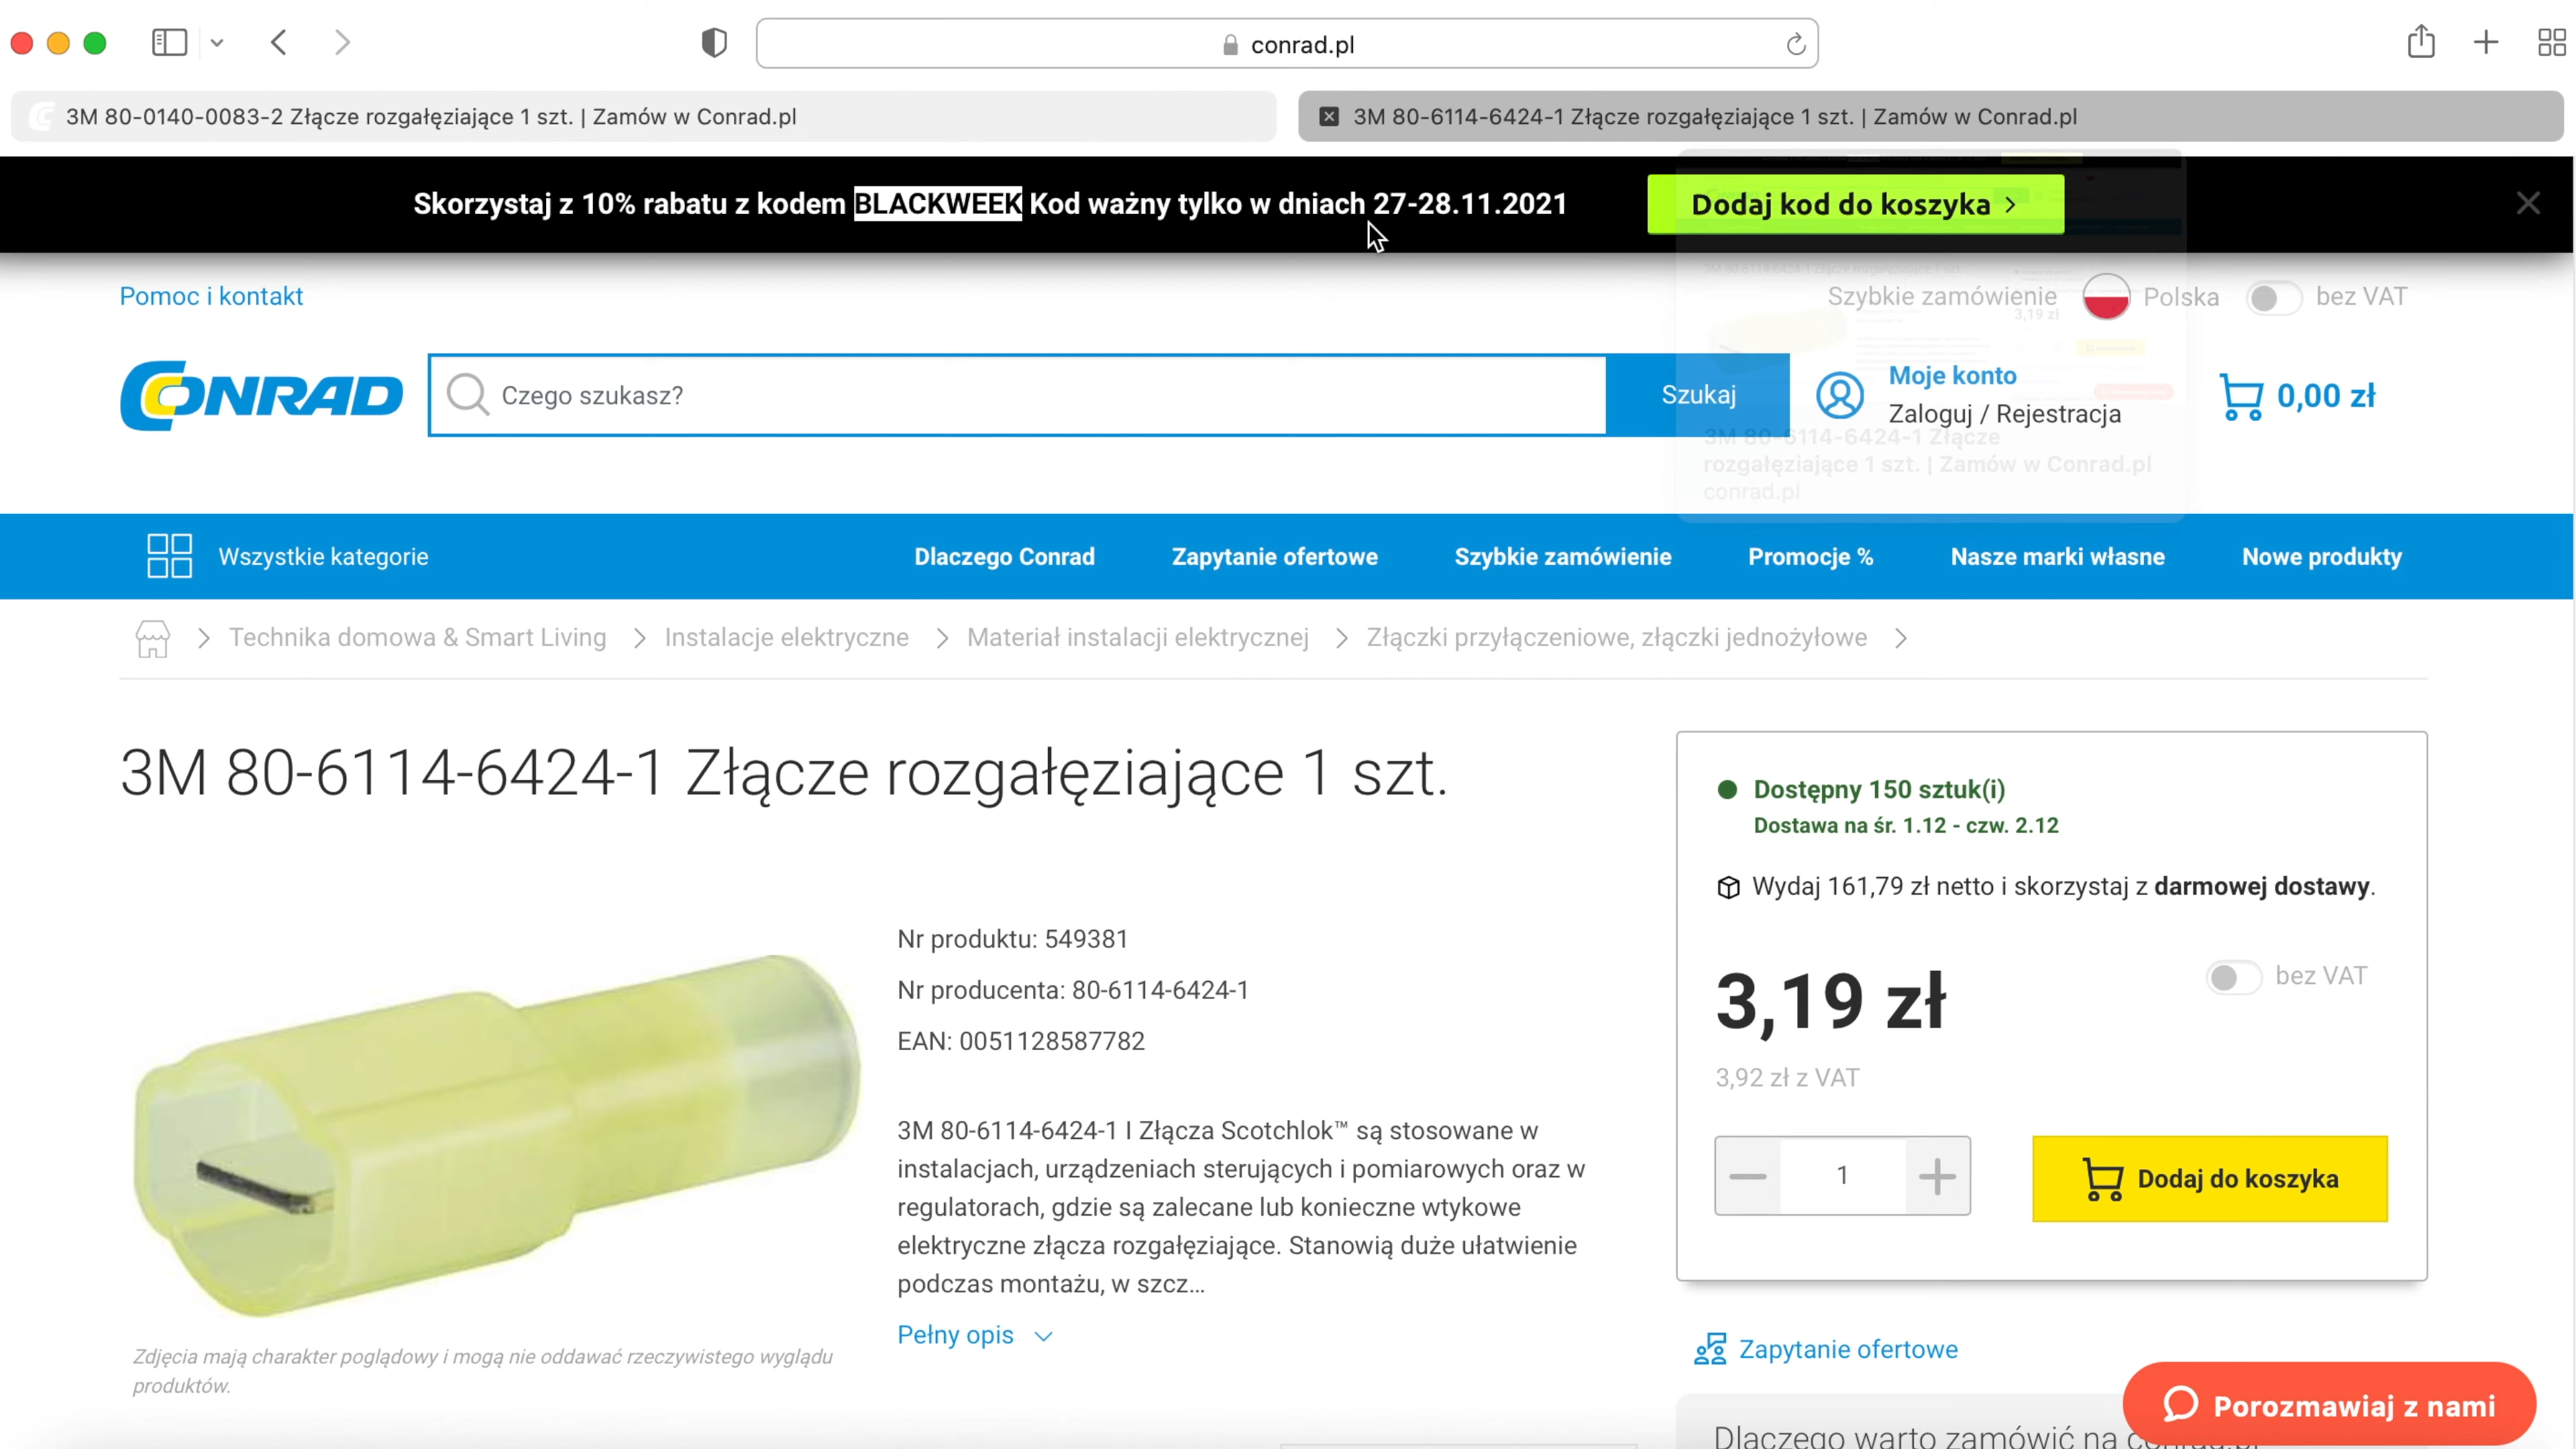 conrad.pl
3M 80-0140-0083-2 Złącze rozgałęziające 1 szt. | Zamów w Conrad.pl
3M 80-6114-6424-1 Złącze rozgałęziające 1 szt. | Zamów w Conrad.pl
Skorzystaj z 10% rabatu z kodem BLACKWEEK Kod ważny tylko w dniach 27-28.11.2021
Dodaj kod do koszyka >
Pomoc i kontakt
Szybkie zamówienie
Polska
bez VAT
3,19 zł
CONRAD
Czego szukasz?
Szukaj
Moje konto
Zaloguj / Rejestracja
0,00 zł
3M 80-6114-6424-1 Złącze
rozgałęziające 1 szt. | Zamów w Conrad.pl
conrad.pl
Wszystkie kategorie
Dlaczego Conrad
Zapytanie ofertowe
Szybkie zamówienie
Promocje %
Nasze marki własne
Nowe produkty
Technika domowa & Smart Living
Instalacje elektryczne
Materiał instalacji elektrycznej
Złączki przyłączeniowe, złączki jednożyłowe
3M 80-6114-6424-1 Złącze rozgałęziające 1 szt.
Dostępny 150 sztuk(i)
Dostawa na śr. 1.12 - czw. 2.12
Wydaj 161,79 zł netto i skorzystaj z darmowej dostawy.
3,19 zł
bez VAT
3,92 zł z VAT
1
Dodaj do koszyka
Nr produktu: 549381
Nr producenta: 80-6114-6424-1
EAN: 0051128587782
3M 80-6114-6424-1 I Złącza Scotchlok™ są stosowane w
instalacjach, urządzeniach sterujących i pomiarowych oraz w
regulatorach, gdzie są zalecane lub konieczne wtykowe
elektryczne złącza rozgałęziające. Stanowią duże ułatwienie
podczas montażu, w szcz...
Pełny opis
Zdjęcia mają charakter poglądowy i mogą nie oddawać rzeczywistego wyglądu
produktów.
Zapytanie ofertowe
Porozmawiaj z nami
Dlaczego warto zamówić na conrad.pl